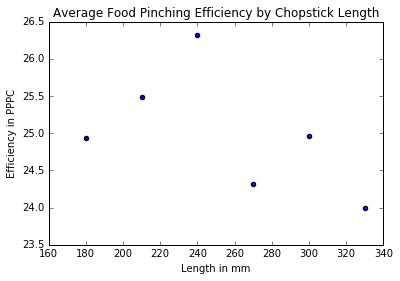 Average Food Pinching Efficiency by Chopstick Length
26.5
26.0
25.5
25.0
24.5
24.0
23.5
Efficiency in PPPC
160 180 200 220 240 260 280 300 320 340
Length in mm